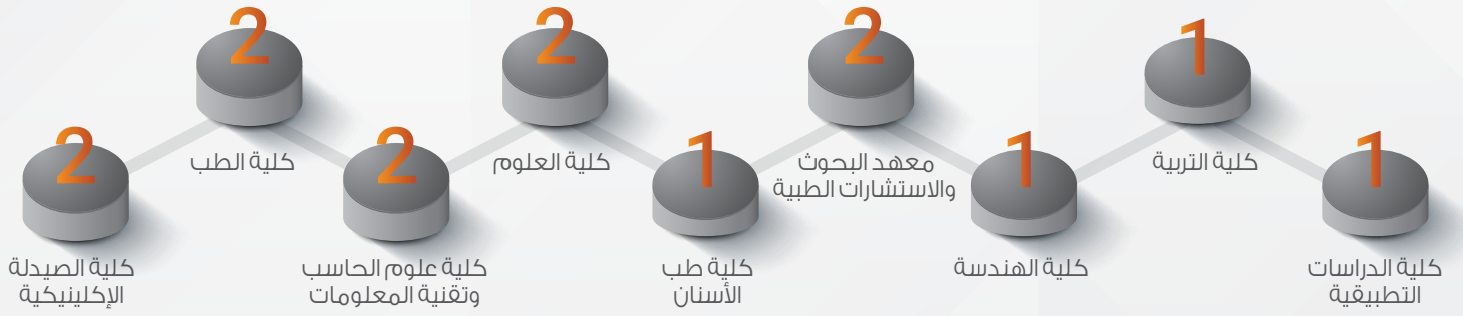 1
كلية الدراسات
التطبيقية
1
كلية التربية
1
كلية الهندسة
2
معهد البحوث
والاستشارات الطبية
1
كلية طب
الأسنان
2
كلية العلوم
2
كلية علوم الحاسب
وتقنية المعلومات
2
كلية الطب
2
كلية الصيدلة
الإكلينيكية